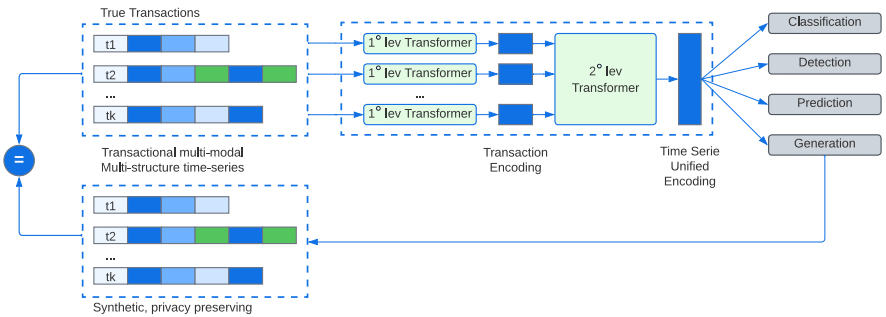 True Transactions
t1
t2
...
tk
Transactional multi-modal
Multi-structure time-series
1° lev Transformer
1° lev Transformer
...
1° lev Transformer
2° lev
Transformer
Transaction
Encoding
Time Serie
Unified
Encoding
Classification
Detection
Prediction
Generation
=
t1
t2
...
tk
Synthetic, privacy preserving